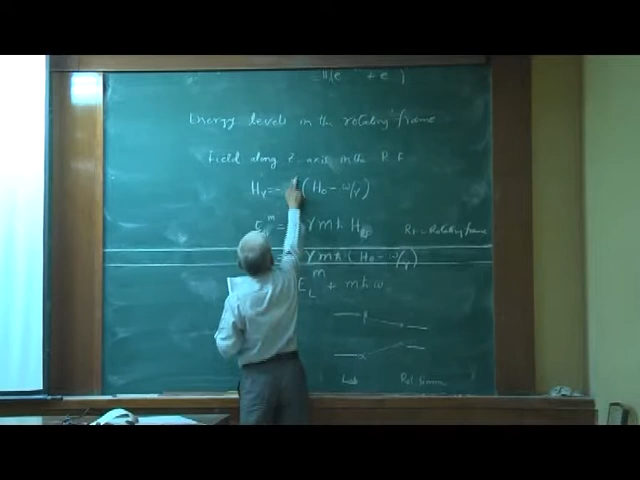 = H(e + e )
Energy levels in the rotating frame
Field along z axis in the R F
H_r = - (H_0 - ω/γ)
m = γ m ħ H
RF = Rotating frame
= γ m ħ (H_0 - ω/γ)
E_L^m + m ħ ω
Lab Rot. Frame